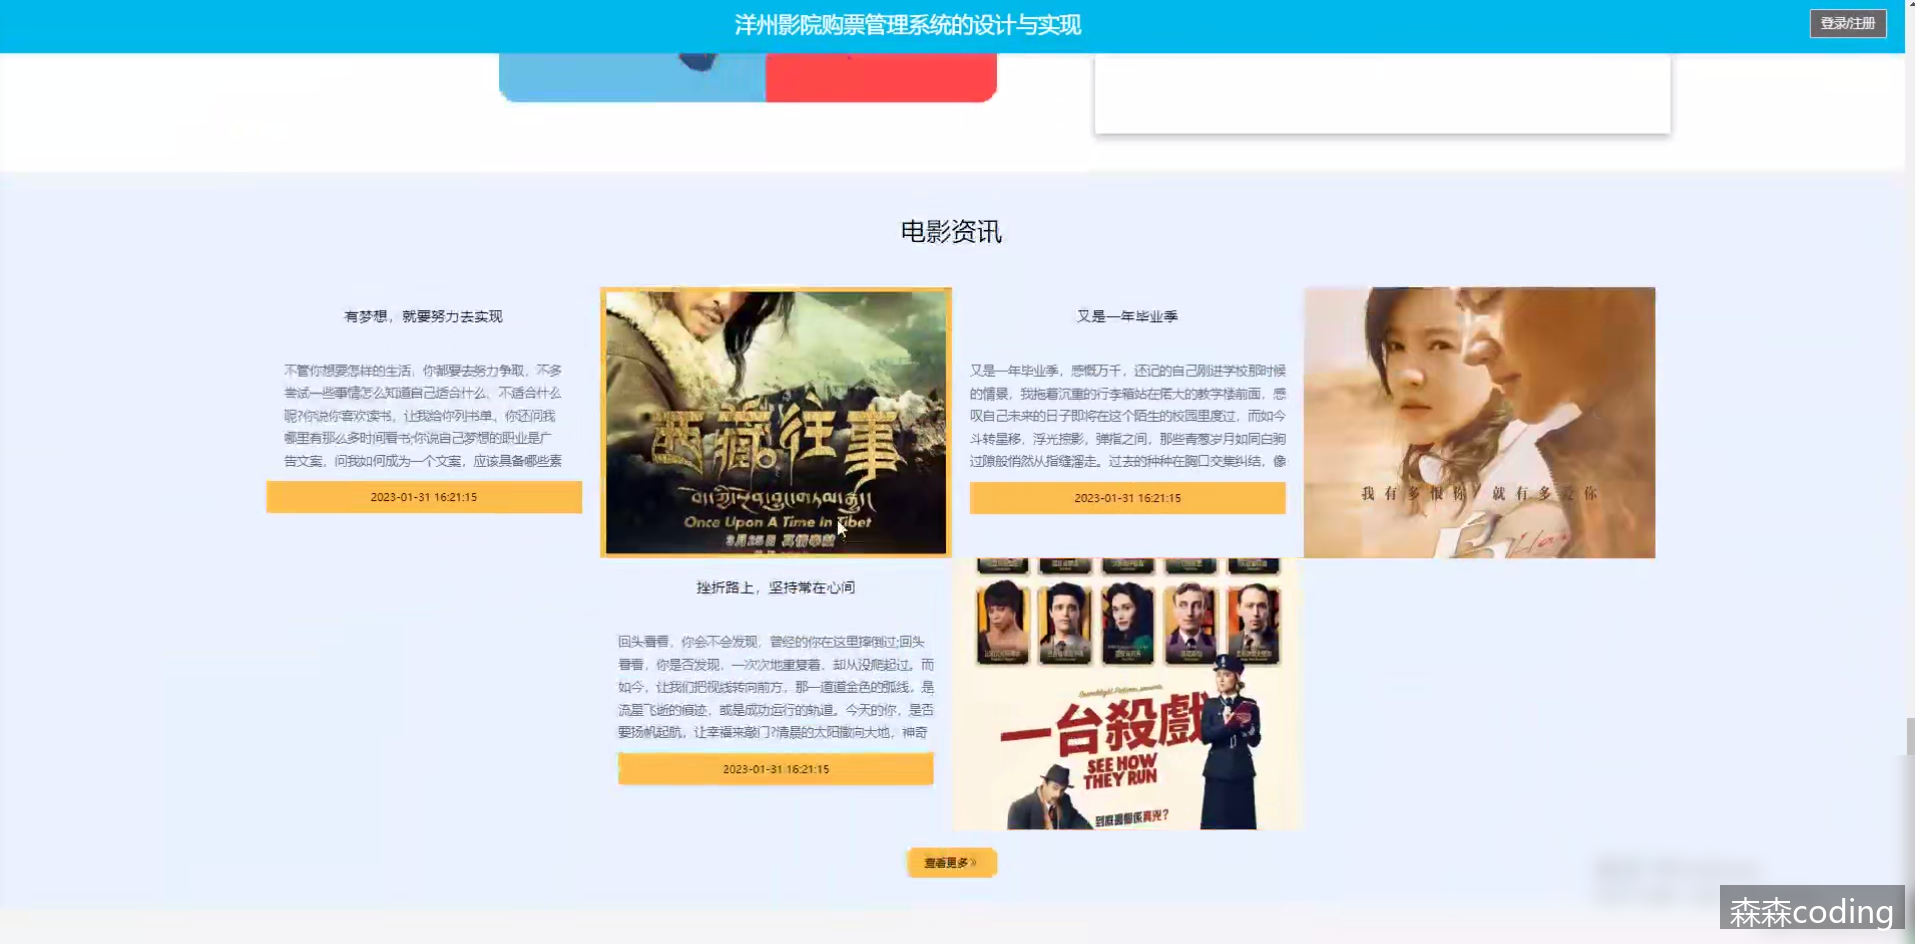 洋州影院购票管理系统的设计与实现
登录/注册
电影资讯
有梦想，就要努力去实现
不管你想要怎样的生活，你都要去努力争取，不多
尝试一些事情怎么知道自己适合什么、不适合什么
呢?你说你喜欢读书，让我给你列书单，你还问我
哪里有那么多时间看书;你说自己梦想的职业是广
告文案，问我如何成为一个文案，应该具备哪些素
2023-01-31 16:21:15
西藏往事
Once Upon A Time In Tibet
又是一年毕业季
又是一年毕业季，感慨万千，还记的自己刚进学校那时候
的情景，我拖着沉重的行李箱站在偌大的教学楼前面，感
叹自己未来的日子即将在这个陌生的校园里度过，而如今
斗转星移，浮光掠影，弹指之间，那些青葱岁月如同白驹
过隙般悄然从指缝溜走。过去的种种在胸口交集纠结，像
2023-01-31 16:21:15
我有多恨你 就有多爱你
挫折路上，坚持常在心间
回头看看，你会不会发现，曾经的你在这里摔倒过;回头
看看，你是否发现，一次次地重复着，却从没爬起过。而
如今，让我们把视线转向前方，那一道道金色的弧线，是
流星飞逝的痕迹，或是成功运行的轨道。今天的你，是否
要扬帆起航，让幸福来敲门?清晨的太阳撒向大地，神奇
2023-01-31 16:21:15
一台殺戲
SEE HOW
THEY RUN
查看更多 》
森森coding